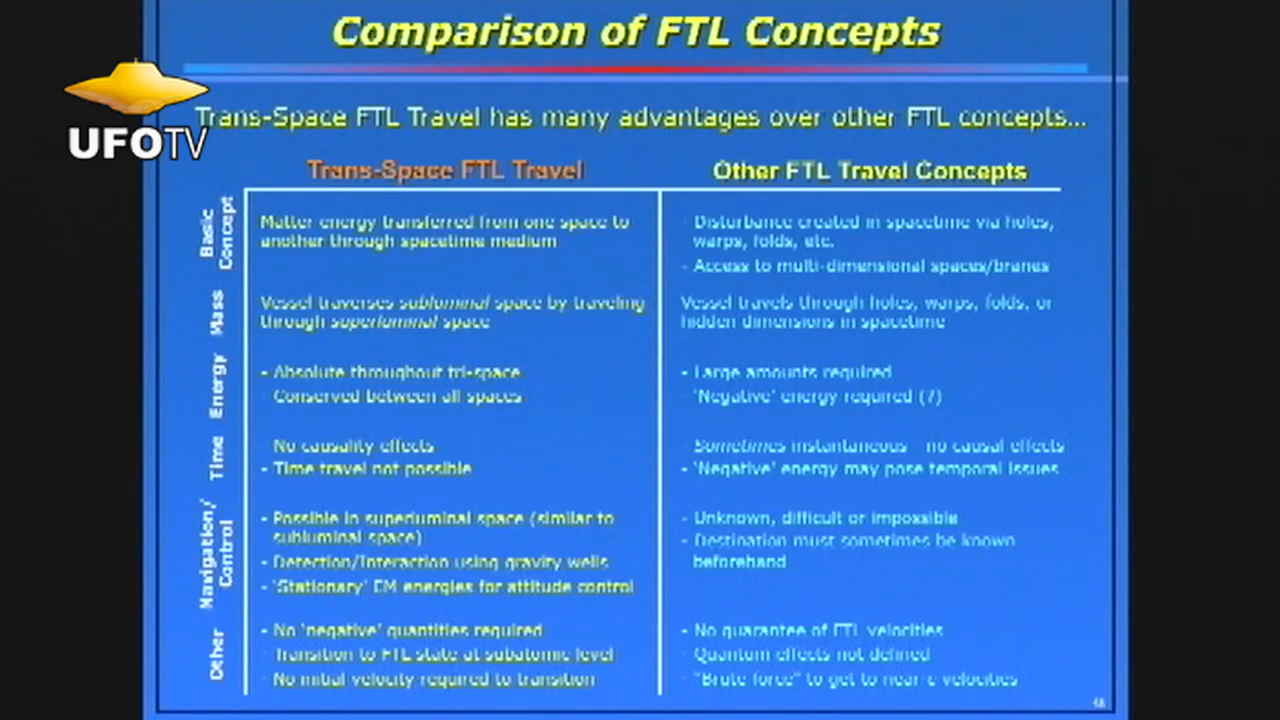 Comparison of FTL Concepts
UFOTV
Trans-Space FTL Travel has many advantages over other FTL concepts...
Trans-Space FTL Travel
Other FTL Travel Concepts
Basic
Concept
Matter energy transferred from one space to
another through spacetime medium
Disturbance created in spacetime via holes,
warps, folds, etc.
- Access to multi-dimensional spaces/branes
Mass
Vessel traverses subluminal space by traveling
through superluminal space
Vessel travels through holes, warps, folds, or
hidden dimensions in spacetime
Energy
- Absolute throughout tri-space
Conserved between all spaces
- Large amounts required
'Negative' energy required (?)
Time
No causality effects
- Time travel not possible
Sometimes instantaneous no causal effects
- 'Negative' energy may pose temporal issues
Navigation/
Control
- Possible in superluminal space (similar to
subluminal space)
- Detection/Interaction using gravity wells
- 'Stationary' EM energies for attitude control
- Unknown, difficult or impossible
- Destination must sometimes be known
beforehand
Other
- No 'negative' quantities required
Transition to FTL state at subatomic level
No initial velocity required to transition
- No guarantee of FTL velocities
Quantum effects not defined
"Brute force" to get to near-c velocities
48